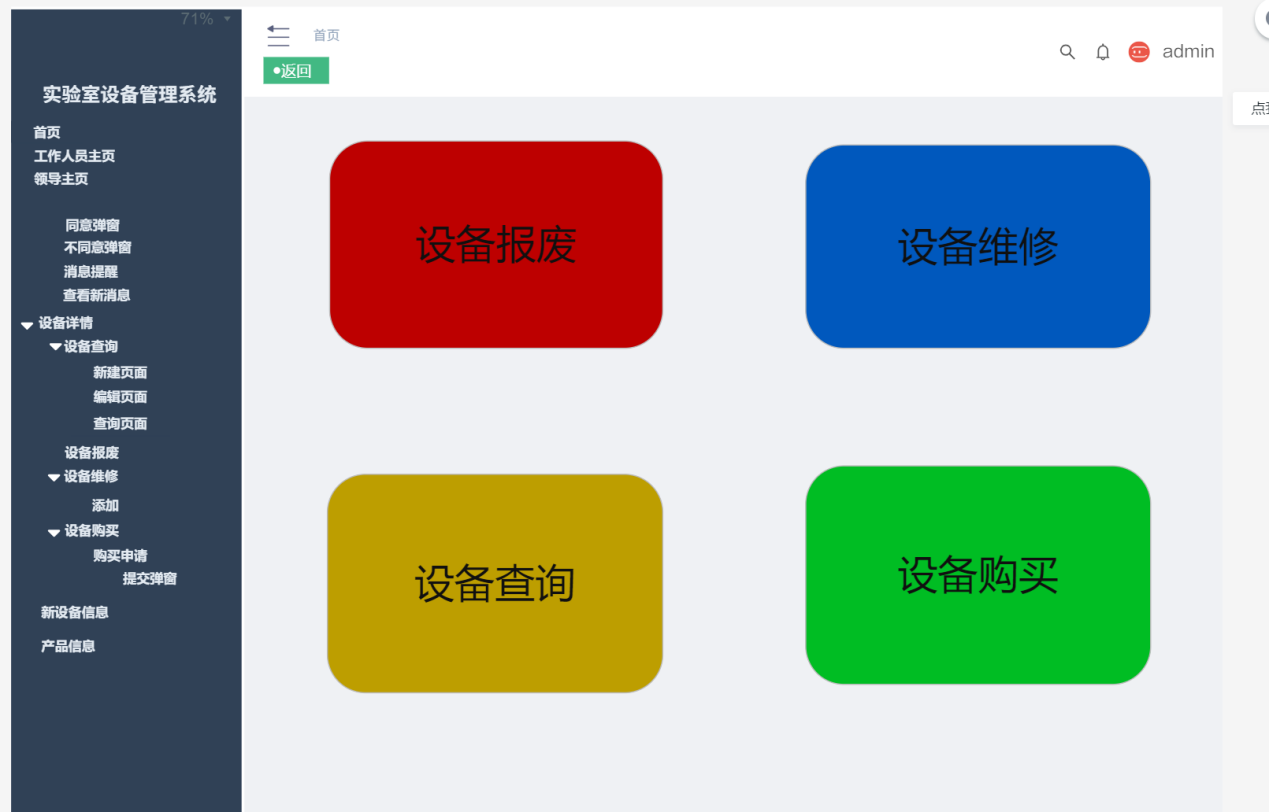 71%
实验室设备管理系统
首页
工作人员主页
领导主页
同意弹窗
不同意弹窗
消息提醒
查看新消息
设备详情
设备查询
新建页面
编辑页面
查询页面
设备报废
设备维修
添加
设备购买
购买申请
提交弹窗
新设备信息
产品信息
首页
●返回
admin
设备报废
设备维修
设备查询
设备购买
点